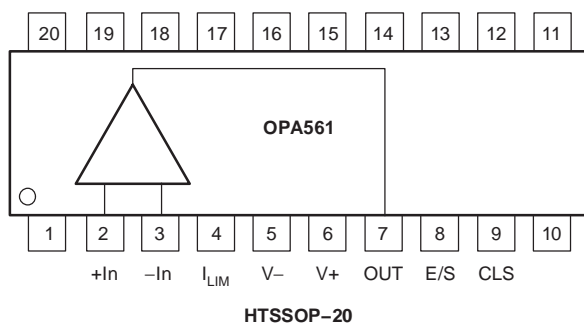 20 19 18 17 16 15 14 13 12 11
OPA561
1 2 3 4 5 6 7 8 9 10
+In −In I_LIM V− V+ OUT E/S CLS
HTSSOP−20